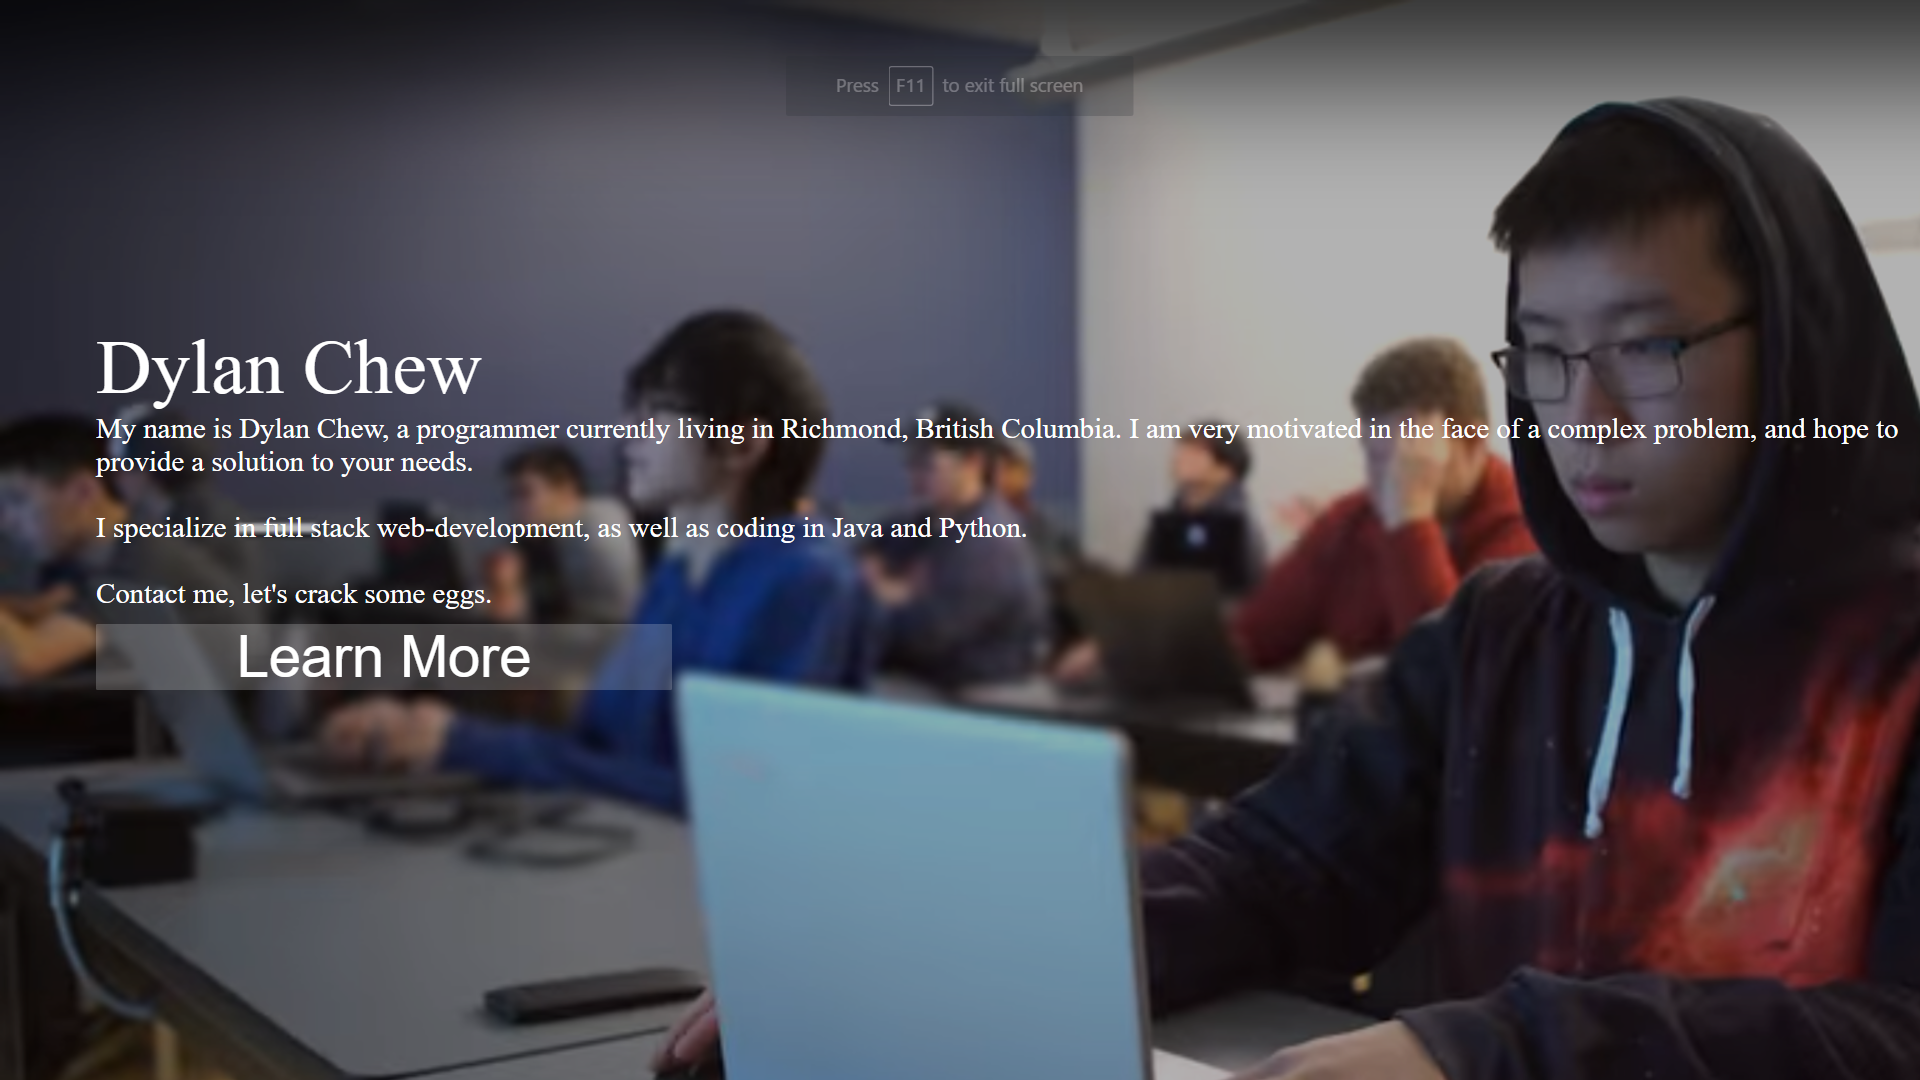 Press F11 to exit full screen
Dylan Chew
My name is Dylan Chew, a programmer currently living in Richmond, British Columbia. I am very motivated in the face of a complex problem, and hope to
provide a solution to your needs.
I specialize in full stack web-development, as well as coding in Java and Python.
Contact me, let's crack some eggs.
Learn More